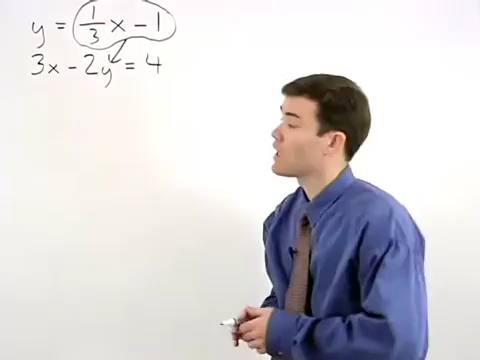 y = 1/3 x - 1
3x - 2y = 4